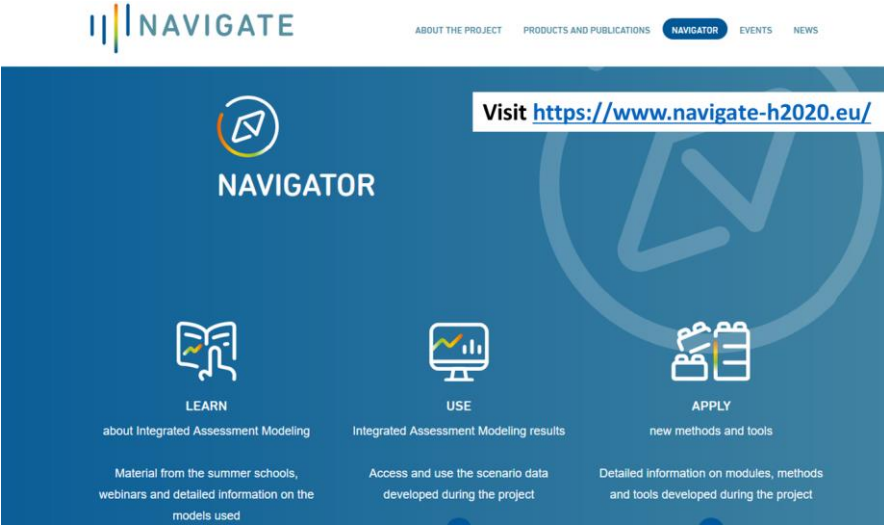 NAVIGATE
ABOUT THE PROJECT PRODUCTS AND PUBLICATIONS NAVIGATOR EVENTS NEWS
Visit https://www.navigate-h2020.eu/
NAVIGATOR
LEARN
about Integrated Assessment Modeling
Material from the summer schools,
webinars and detailed information on the
models used
USE
Integrated Assessment Modeling results
Access and use the scenario data
developed during the project
APPLY
new methods and tools
Detailed information on modules, methods
and tools developed during the project